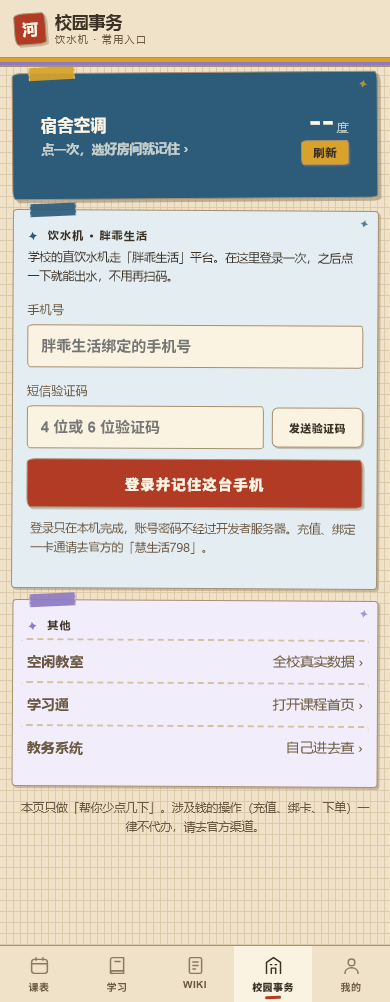 河
校园事务
饮水机 · 常用入口
宿舍空调
点一次，选好房间就记住 ›
-- 度
刷新
饮水机 · 胖乖生活
学校的直饮水机走「胖乖生活」平台。在这里登录一次，之后点
一下就能出水，不用再扫码。
手机号
胖乖生活绑定的手机号
短信验证码
4 位或 6 位验证码
发送验证码
登录并记住这台手机
登录只在本机完成，账号密码不经过开发者服务器。充值、绑定
一卡通请去官方的「慧生活798」。
其他
空闲教室
全校真实数据 ›
学习通
打开课程首页 ›
教务系统
自己进去查 ›
本页只做「帮你少点几下」。涉及钱的操作（充值、绑卡、下单）一
律不代办，请去官方渠道。
课表
学习
WIKI
校园事务
我的